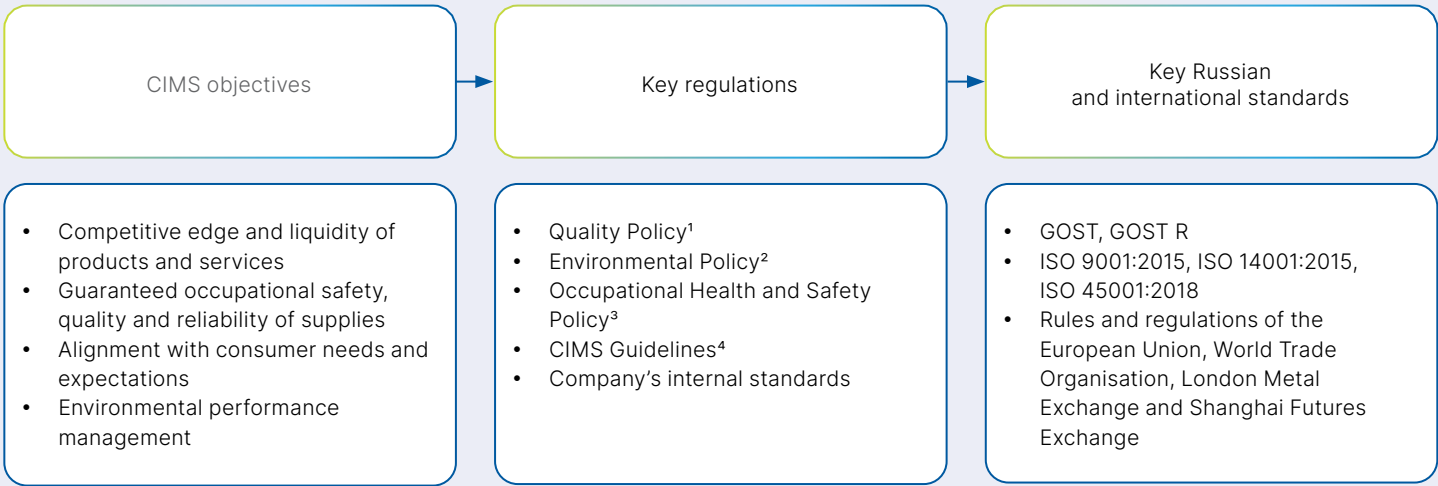 CIMS objectives
Key regulations
Key Russian
and international standards
• Competitive edge and liquidity of
products and services
• Guaranteed occupational safety,
quality and reliability of supplies
• Alignment with consumer needs and
expectations
• Environmental performance
management
• Quality Policy¹
• Environmental Policy²
• Occupational Health and Safety
Policy³
• CIMS Guidelines⁴
• Company’s internal standards
• GOST, GOST R
• ISO 9001:2015, ISO 14001:2015,
ISO 45001:2018
• Rules and regulations of the
European Union, World Trade
Organisation, London Metal
Exchange and Shanghai Futures
Exchange